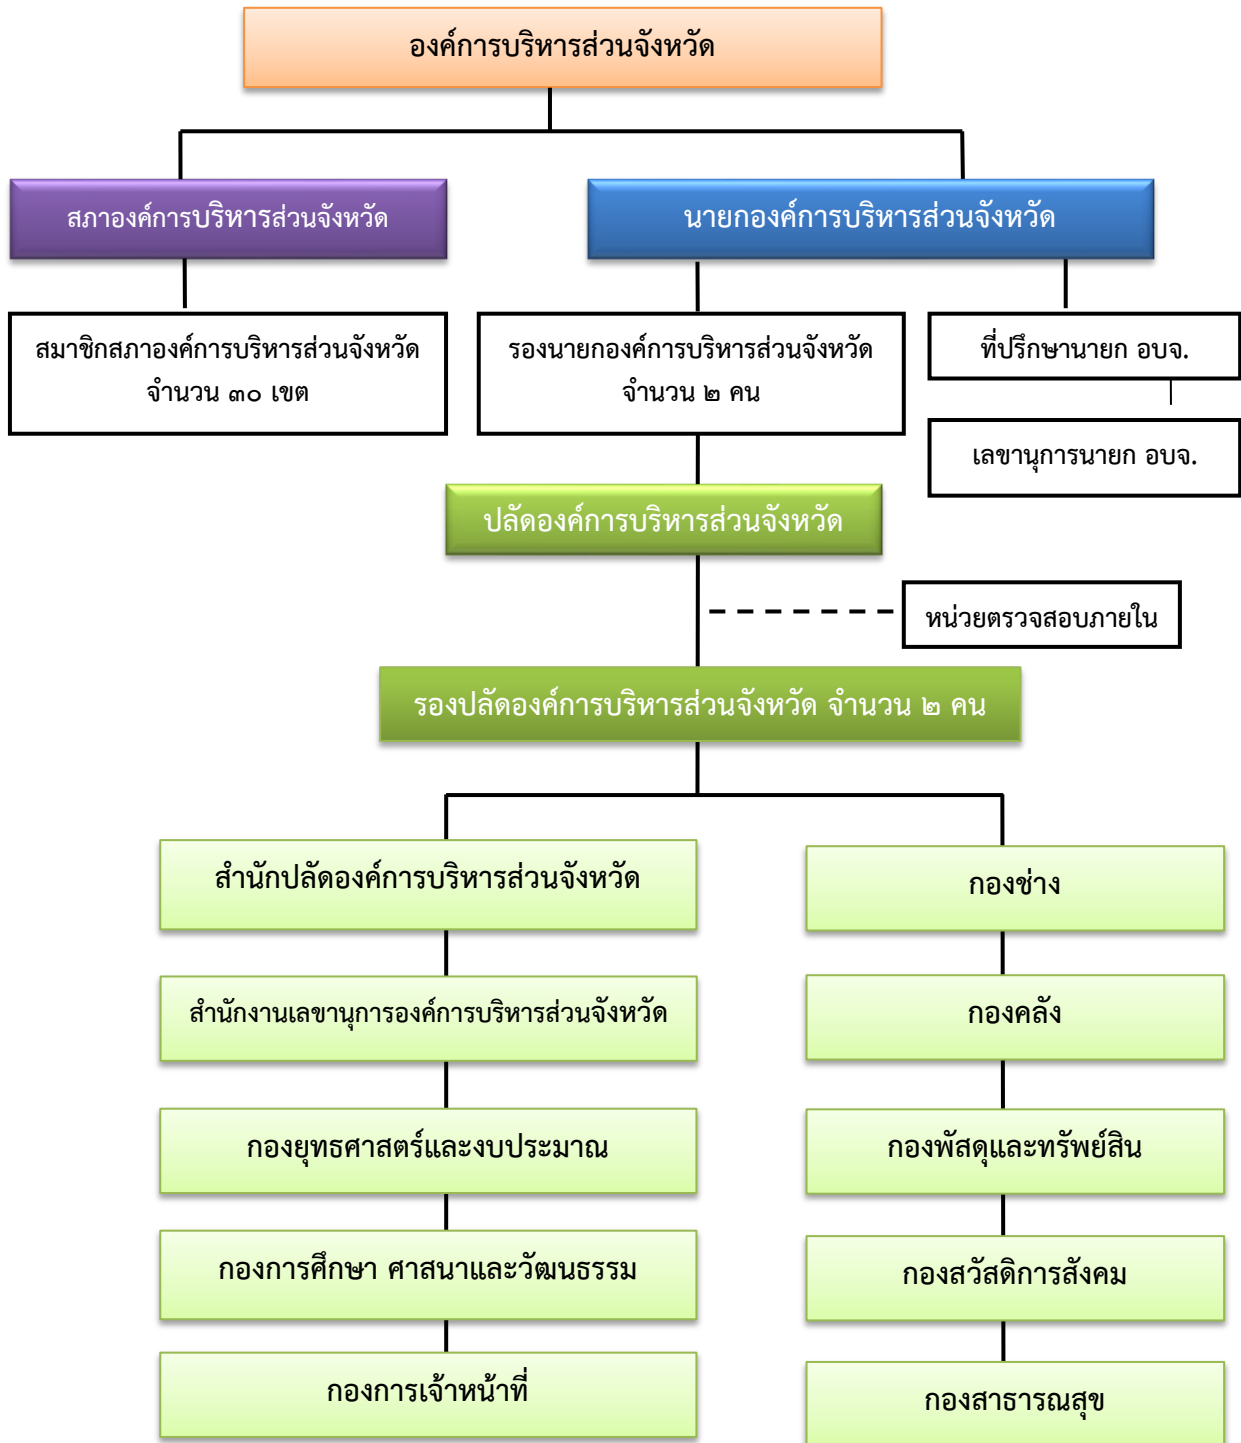 องค์การบริหารส่วนจังหวัด
สภาองค์การบริหารส่วนจังหวัด
นายกองค์การบริหารส่วนจังหวัด
สมาชิกสภาองค์การบริหารส่วนจังหวัด
จำนวน ๓๐ เขต
รองนายกองค์การบริหารส่วนจังหวัด
จำนวน ๒ คน
ที่ปรึกษานายก อบจ.
เลขานุการนายก อบจ.
ปลัดองค์การบริหารส่วนจังหวัด
หน่วยตรวจสอบภายใน
รองปลัดองค์การบริหารส่วนจังหวัด จำนวน ๒ คน
สำนักปลัดองค์การบริหารส่วนจังหวัด
สำนักงานเลขานุการองค์การบริหารส่วนจังหวัด
กองยุทธศาสตร์และงบประมาณ
กองการศึกษา ศาสนาและวัฒนธรรม
กองการเจ้าหน้าที่
กองช่าง
กองคลัง
กองพัสดุและทรัพย์สิน
กองสวัสดิการสังคม
กองสาธารณสุข